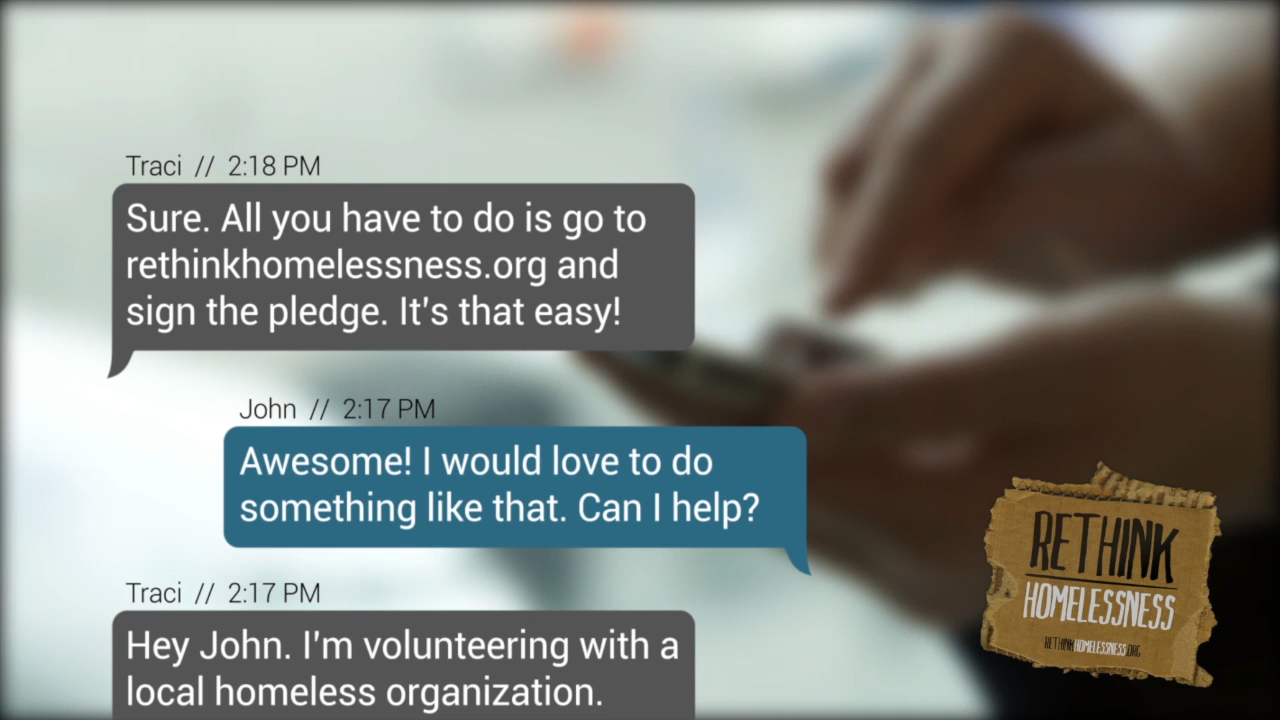 Traci // 2:18 PM
Sure. All you have to do is go to
rethinkhomelessness.org and
sign the pledge. It's that easy!
John // 2:17 PM
Awesome! I would love to do
something like that. Can I help?
Traci // 2:17 PM
Hey John. I'm volunteering with a
local homeless organization.
RETHINK
HOMELESSNESS
RETHINKHOMELESSNESS.ORG